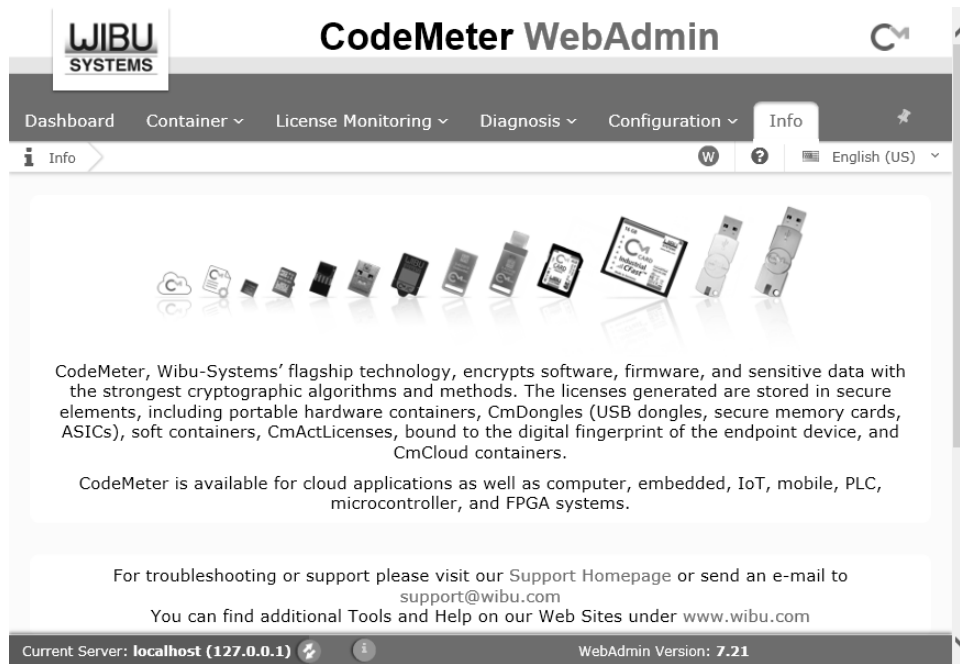 WIBU
SYSTEMS
CodeMeter WebAdmin
Dashboard Container License Monitoring Diagnosis Configuration Info
Info
W ? English (US)
CodeMeter, Wibu-Systems’ flagship technology, encrypts software, firmware, and sensitive data with
the strongest cryptographic algorithms and methods. The licenses generated are stored in secure
elements, including portable hardware containers, CmDongles (USB dongles, secure memory cards,
ASICs), soft containers, CmActLicenses, bound to the digital fingerprint of the endpoint device, and
CmCloud containers.
CodeMeter is available for cloud applications as well as computer, embedded, IoT, mobile, PLC,
microcontroller, and FPGA systems.
For troubleshooting or support please visit our Support Homepage or send an e-mail to
support@wibu.com
You can find additional Tools and Help on our Web Sites under www.wibu.com
Current Server: localhost (127.0.0.1) WebAdmin Version: 7.21